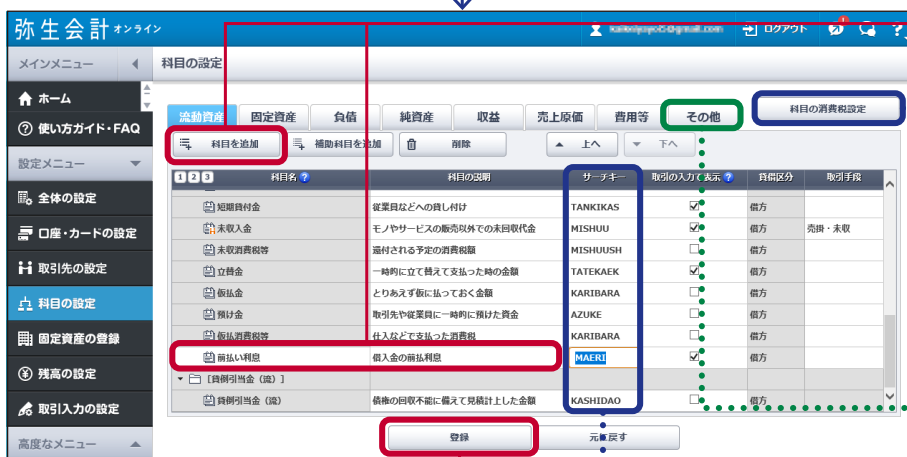 弥生会計 オンライン
ログアウト 1 ?
メインメニュー 科目の設定
ホーム
使い方ガイド・FAQ
設定メニュー
全体の設定
口座・カードの設定
取引先の設定
科目の設定
固定資産の登録
残高の設定
取引入力の設定
高度なメニュー
流動資産 固定資産 負債 純資産 収益 売上原価 費用等 その他 科目の消費税設定
科目を追加 補助科目を追加 削除 上へ 下へ
1 2 3 科目名 ? 科目の説明 サーチキー 取引の入力で表示 ? 貸借区分 取引手段
短期貸付金 従業員などへの貸し付け TANKIKAS 借方
未収入金 モノやサービスの販売以外での未回収代金 MISHUU 借方 売掛・未収
未収消費税等 還付される予定の消費税額 MISHUUSH 借方
立替金 一時的に立て替えて支払った時の金額 TATEKAEK 借方
仮払金 とりあえず仮に払っておく金額 KARIBARA 借方
預け金 取引先や従業員に一時的に預けた資金 AZUKE 借方
仮払消費税等 仕入などで支払った消費税 KARIBARA 借方
前払い利息 借入金の前払利息 MAERI 借方
[貸倒引当金（流）]
貸倒引当金（流） 債権の回収不能に備えて見積計上した金額 KASHIDAO 借方
登録 元に戻す